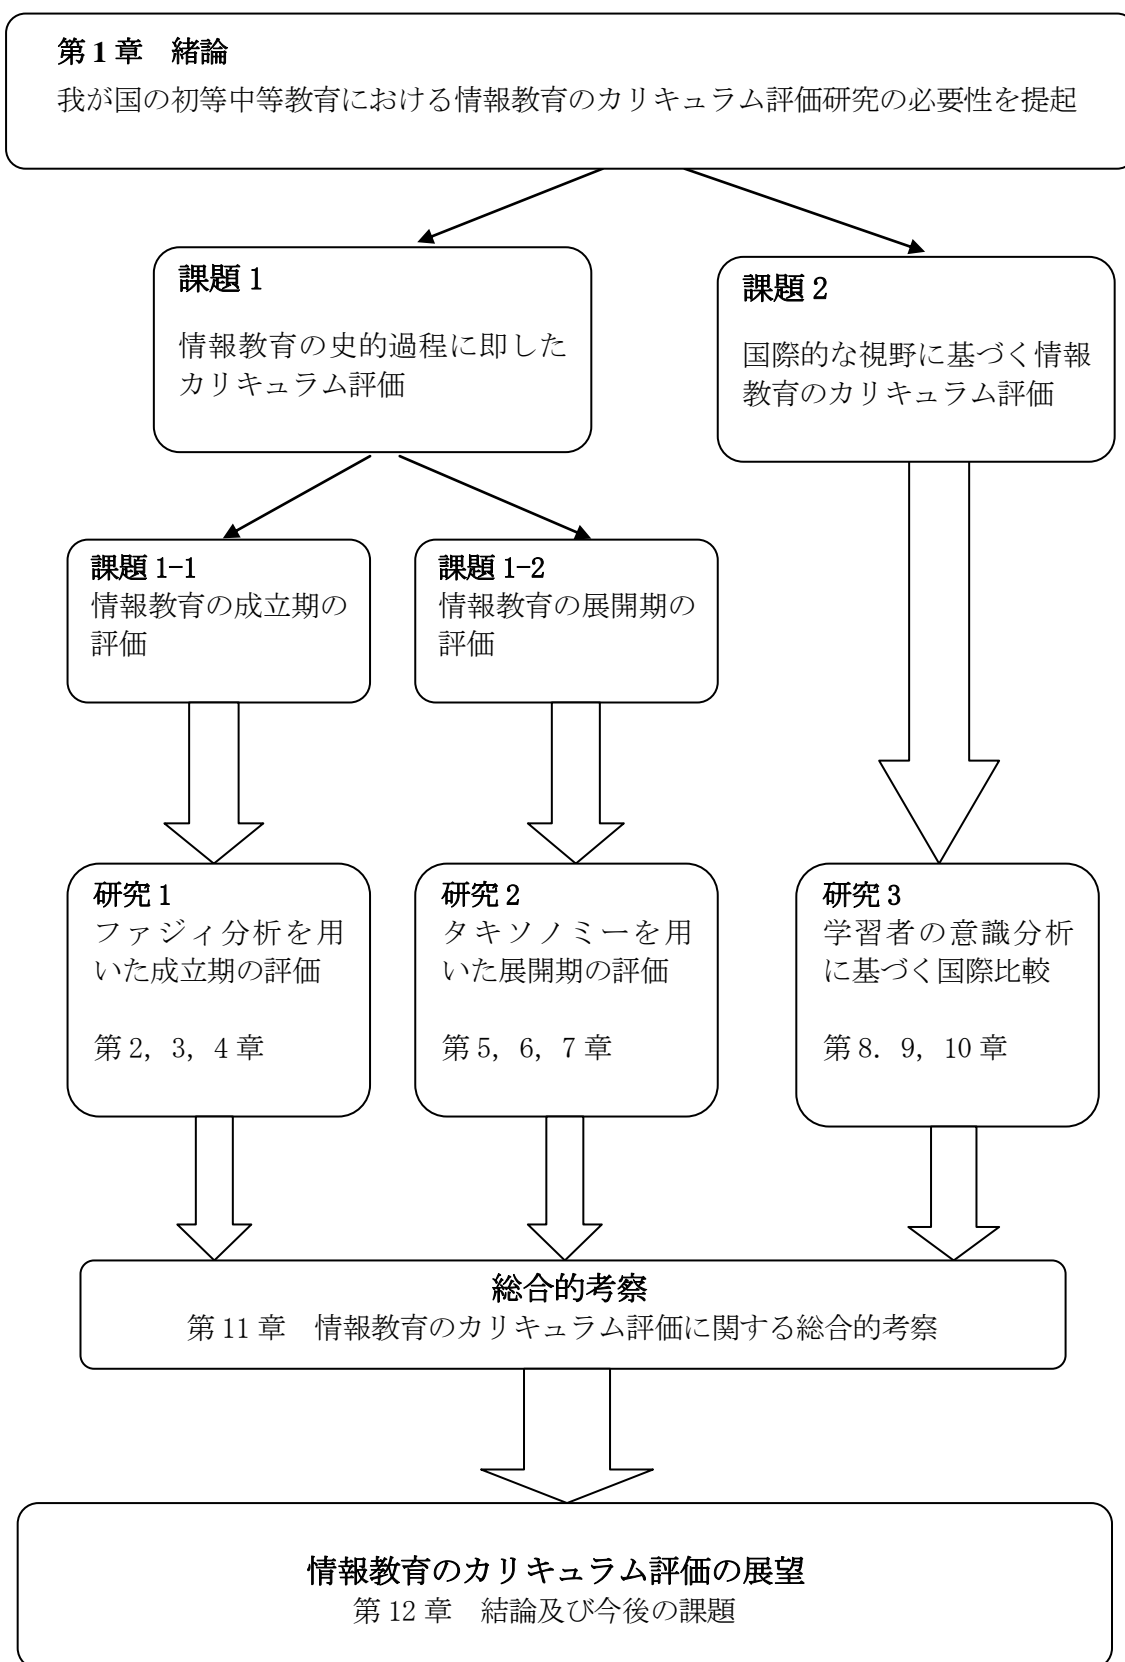 第1章　緒論
我が国の初等中等教育における情報教育のカリキュラム評価研究の必要性を提起
課題1
情報教育の史的過程に即した
カリキュラム評価
課題2
国際的な視野に基づく情報
教育のカリキュラム評価
課題1-1
情報教育の成立期の
評価
課題1-2
情報教育の展開期の
評価
研究1
ファジィ分析を用
いた成立期の評価
第2, 3, 4章
研究2
タキソノミーを用
いた展開期の評価
第5, 6, 7章
研究3
学習者の意識分析
に基づく国際比較
第8. 9, 10章
総合的考察
第11章　情報教育のカリキュラム評価に関する総合的考察
情報教育のカリキュラム評価の展望
第12章　結論及び今後の課題